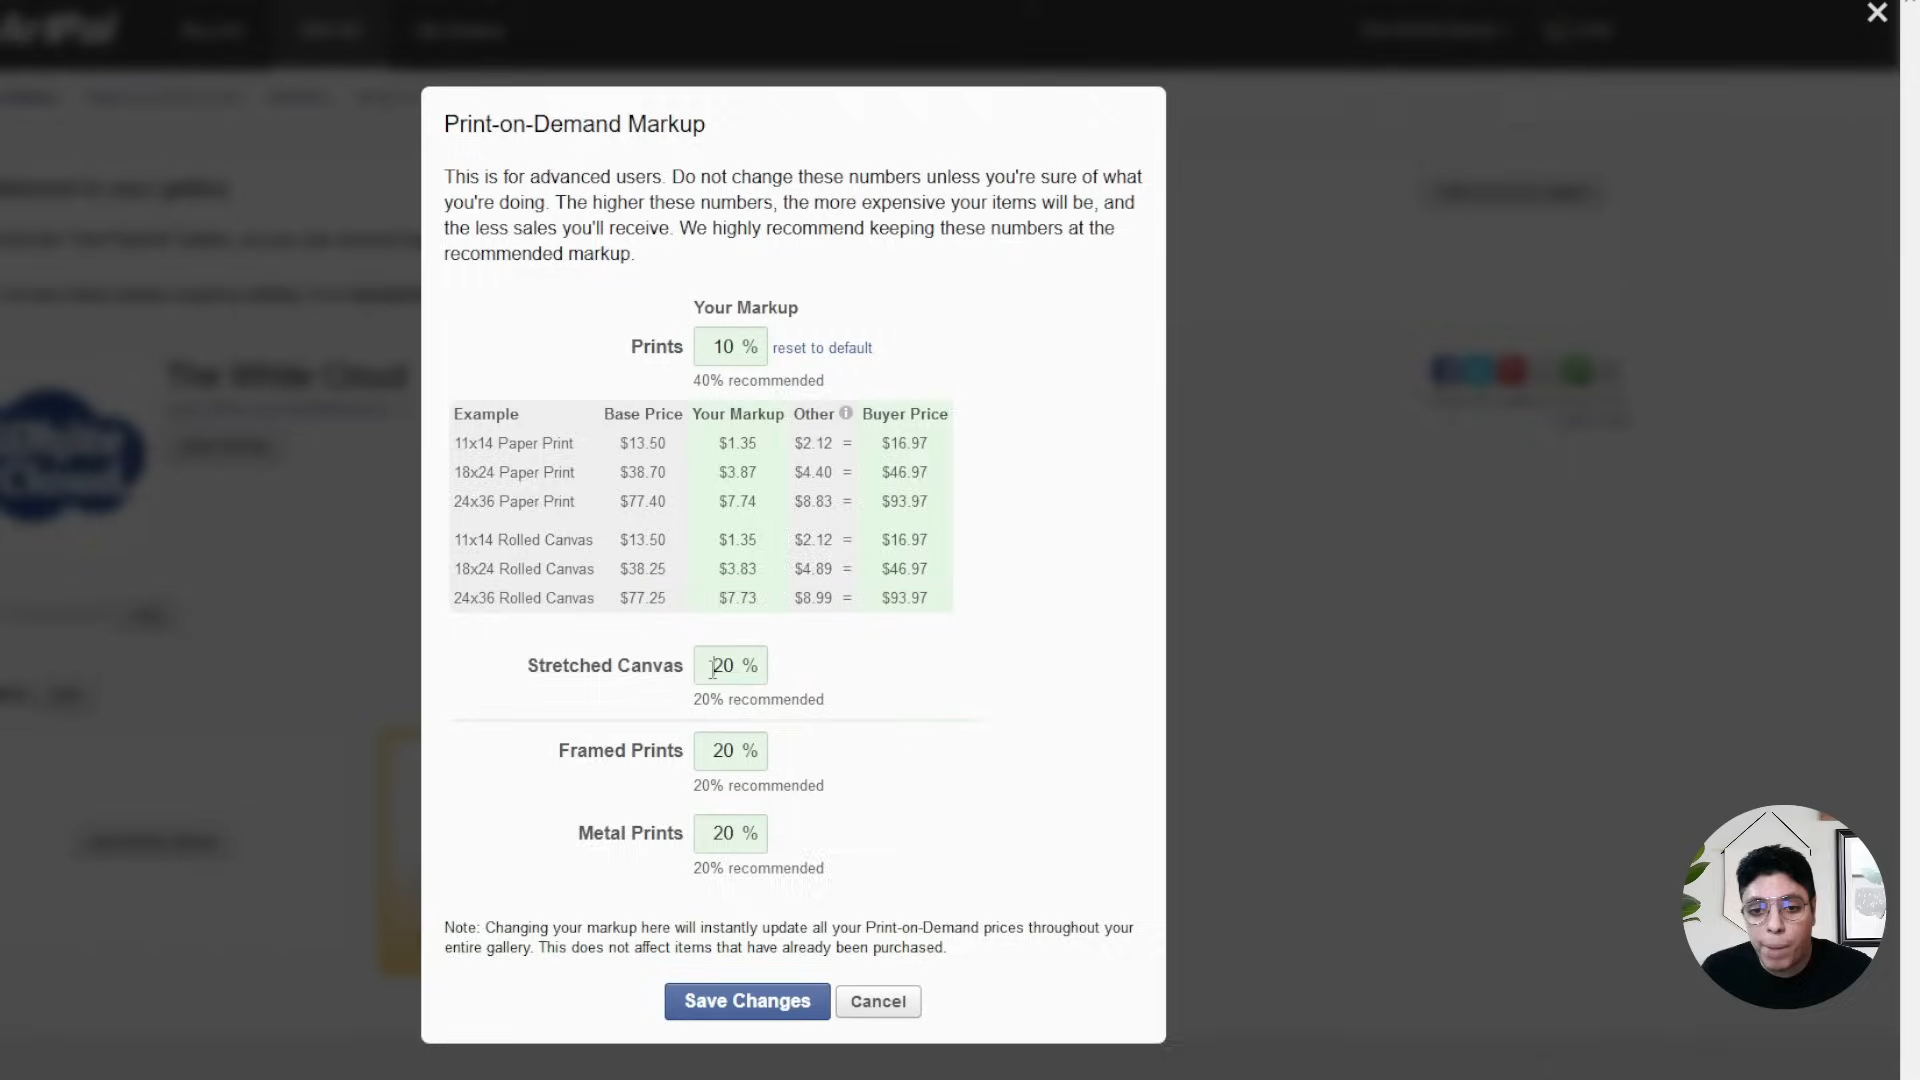 ArtPal
Print-on-Demand Markup
This is for advanced users. Do not change these numbers unless you're sure of what
you're doing. The higher these numbers, the more expensive your items will be, and
the less sales you'll receive. We highly recommend keeping these numbers at the
recommended markup.
Your Markup
Prints 10 % reset to default
40% recommended
Example Base Price Your Markup Other Buyer Price
11x14 Paper Print $13.50 $1.35 $2.12 = $16.97
18x24 Paper Print $38.70 $3.87 $4.40 = $46.97
24x36 Paper Print $77.40 $7.74 $8.83 = $93.97
11x14 Rolled Canvas $13.50 $1.35 $2.12 = $16.97
18x24 Rolled Canvas $38.25 $3.83 $4.89 = $46.97
24x36 Rolled Canvas $77.25 $7.73 $8.99 = $93.97
Stretched Canvas 20 %
20% recommended
Framed Prints 20 %
20% recommended
Metal Prints 20 %
20% recommended
Note: Changing your markup here will instantly update all your Print-on-Demand prices throughout your
entire gallery. This does not affect items that have already been purchased.
Save Changes Cancel
The White Cloud
White
Cloud